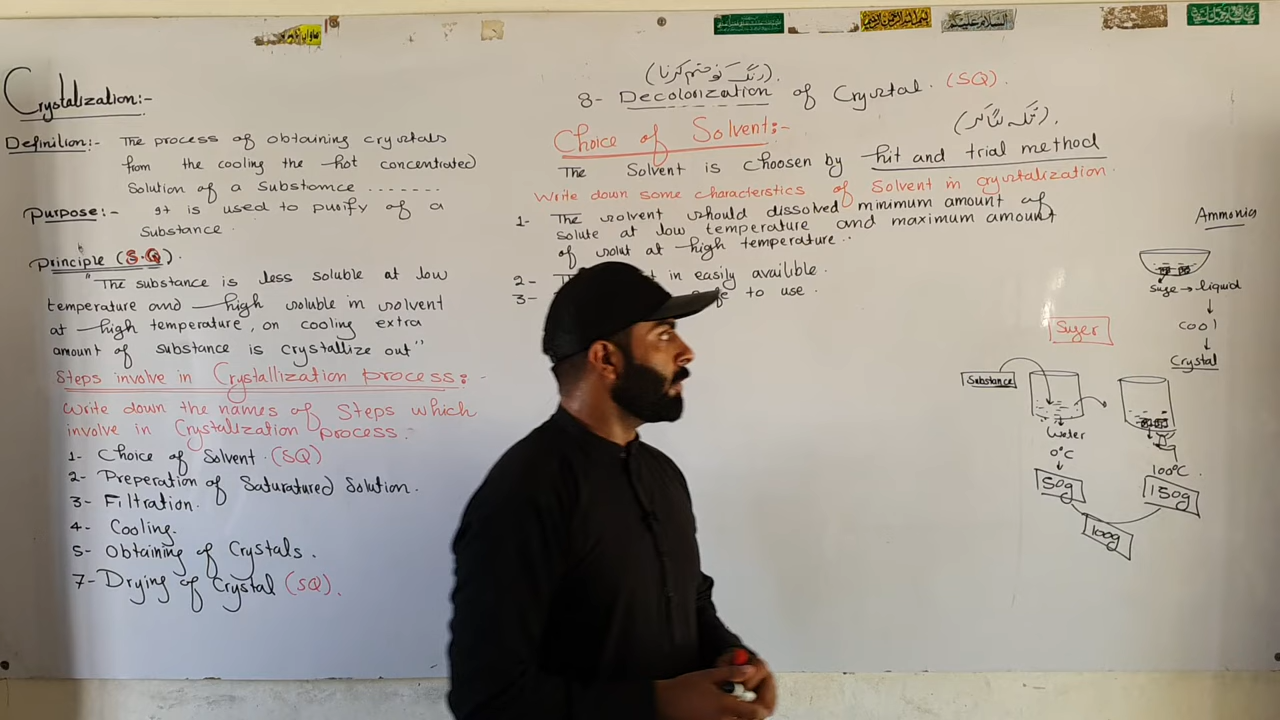 السلام علیکم
Crystalization:-
Definition:- The process of obtaining crystals
from the cooling the hot concentrated
Solution of a Substance .......
Purpose:- It is used to purify of a
Substance.
Principle (S.Q).
"The substance is less soluble at low
temperature and high soluble in solvent
at high temperature, on cooling extra
amount of substance is crystallize out"
Steps involve in Crystallization process:-
Write down the names of Steps which
involve in Crystalization process.
1- Choice of Solvent. (SQ)
2- Preperation of Saturatured Solution.
3- Filtration.
4- Cooling.
5- Obtaining of Crystals.
7- Drying of Crystal (SQ).
8- Decolorization of Crystal. (SQ).
Choice of Solvent:-
The Solvent is choosen by hit and trial method
Write down some characterstics of Solvent in crystalization.
1- The solvent should dissolved minimum amount of
solute at low temperature and maximum amount
of solut at high temperature..
2- in easily availible.
3- to use.
Ammonics
suge → liquid
cool
Crystal
Suger
Substance
Water
0°C
50g
100°C.
150g
100g